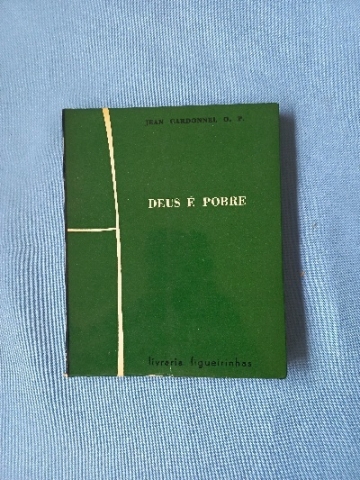 JEAN CARDONNEL O. P.
DEUS É POBRE
livraria figueirinhas